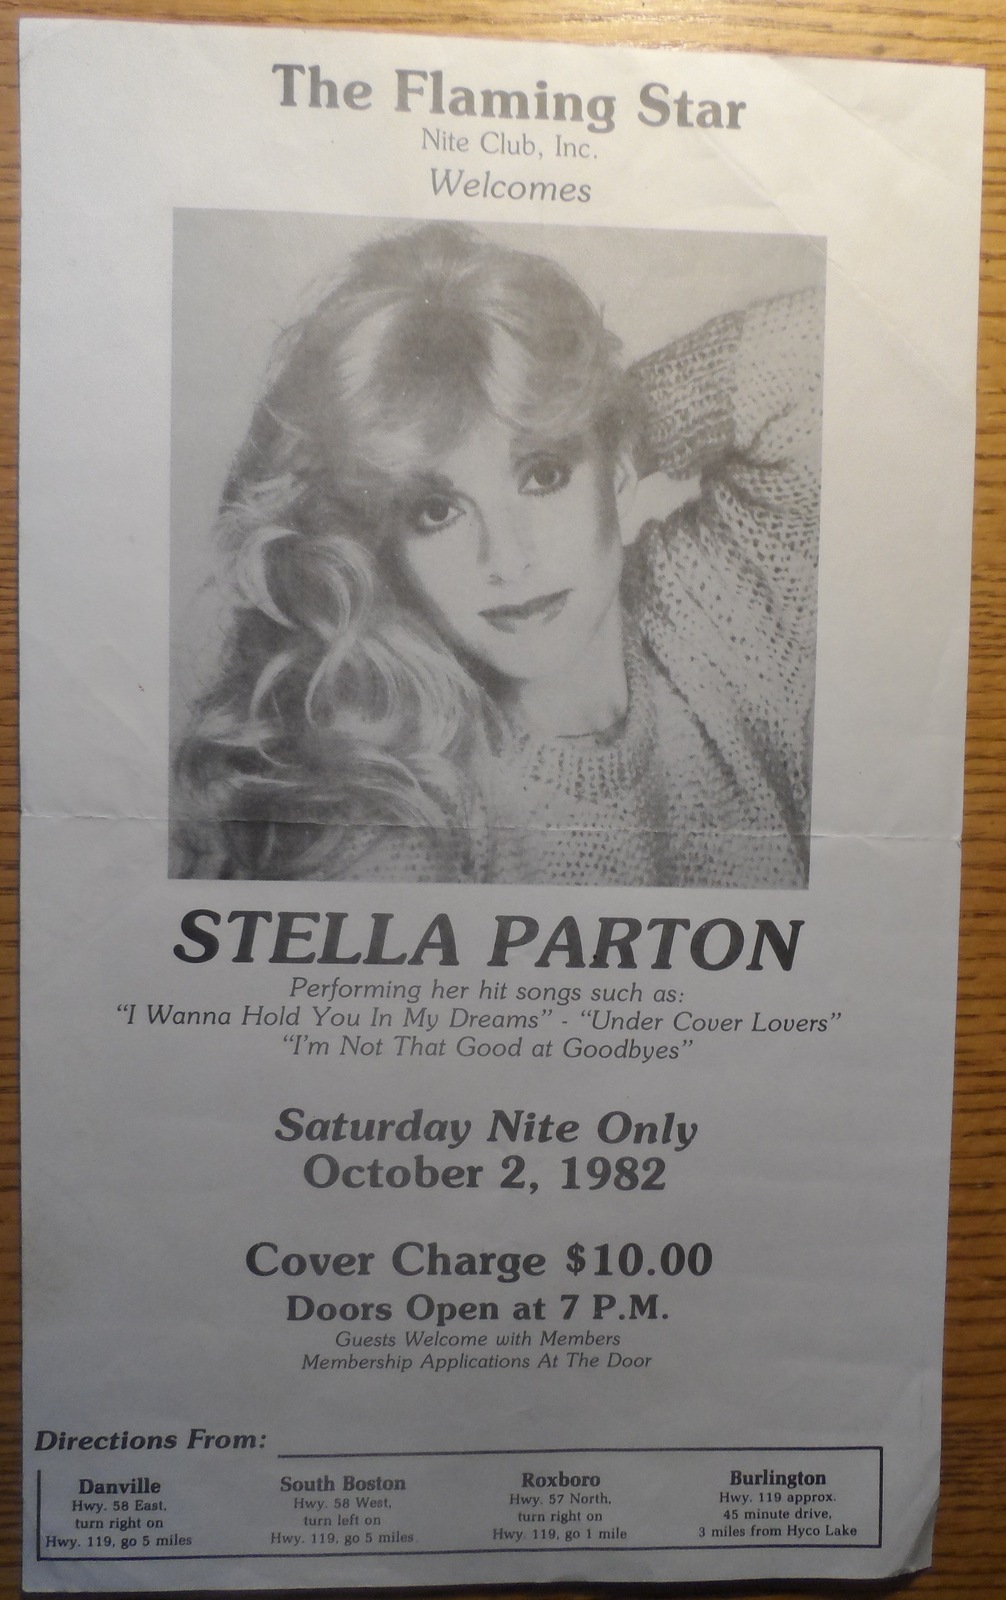 The Flaming Star
Nite Club, Inc.
Welcomes
STELLA PARTON
Performing her hit songs such as:
“I Wanna Hold You In My Dreams” - “Under Cover Lovers”
“I'm Not That Good at Goodbyes”
Saturday Nite Only
October 2, 1982
Cover Charge $10.00
Doors Open at 7 P.M.
Guests Welcome with Members
Membership Applications At The Door
Directions From:
Danville
Hwy. 58 East,
turn right on
Hwy. 119, go 5 miles
South Boston
Hwy. 58 West,
turn left on
Hwy. 119, go 5 miles
Roxboro
Hwy. 57 North,
turn right on
Hwy. 119, go 1 mile
Burlington
Hwy. 119 approx.
45 minute drive,
3 miles from Hyco Lake